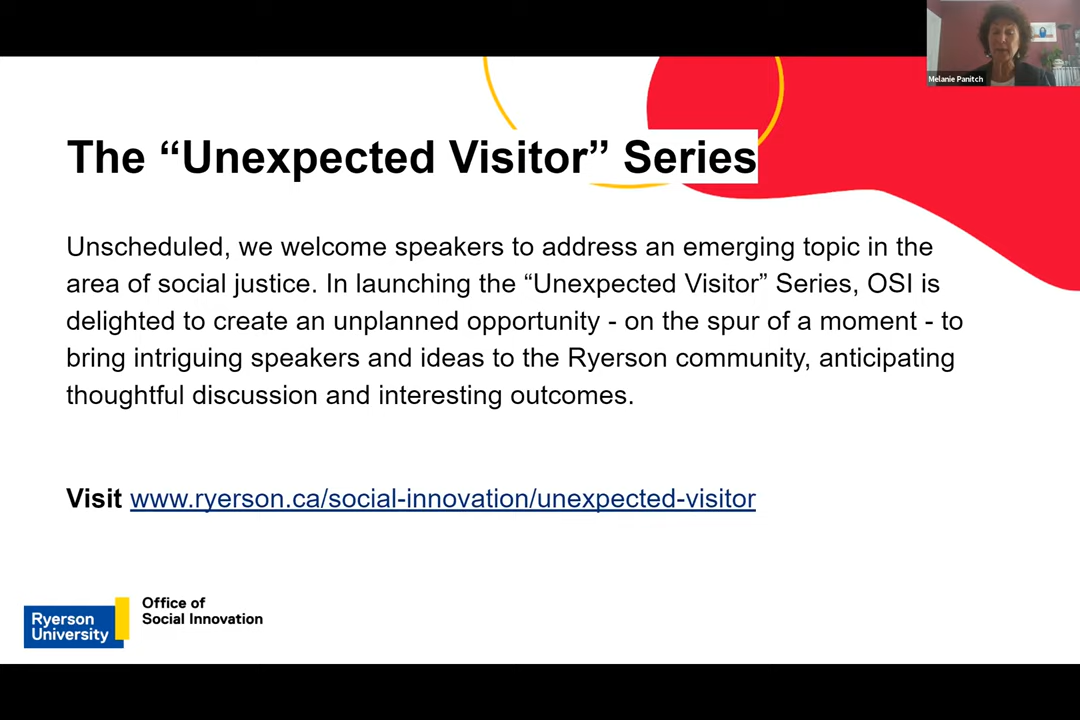 Melanie Panitch
The “Unexpected Visitor” Series
Unscheduled, we welcome speakers to address an emerging topic in the
area of social justice. In launching the “Unexpected Visitor” Series, OSI is
delighted to create an unplanned opportunity - on the spur of a moment - to
bring intriguing speakers and ideas to the Ryerson community, anticipating
thoughtful discussion and interesting outcomes.
Visit www.ryerson.ca/social-innovation/unexpected-visitor
Ryerson
University
Office of
Social Innovation